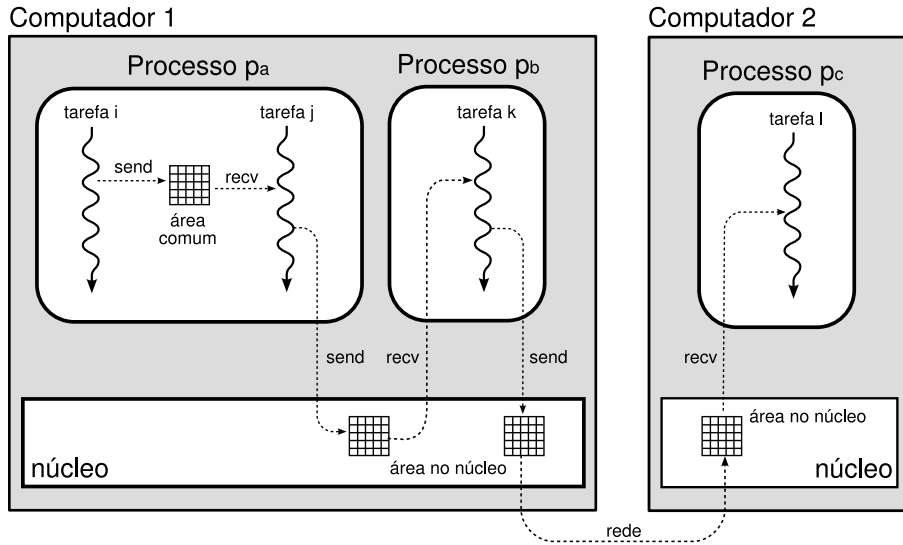 Computador 1
Computador 2
Processo pa
Processo pb
Processo pc
tarefa i
tarefa j
tarefa k
tarefa l
send
recv
área
comum
send
recv
send
recv
área no núcleo
área no núcleo
núcleo
núcleo
rede